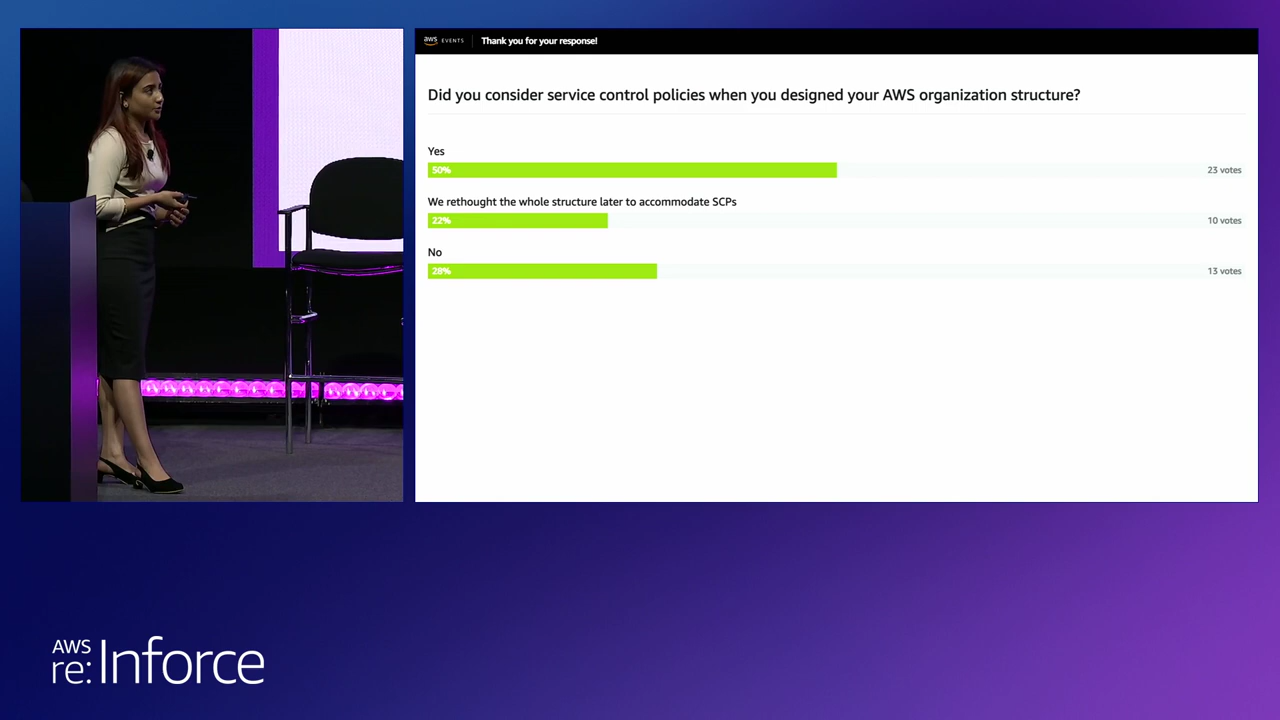 aws EVENTS Thank you for your response!
Did you consider service control policies when you designed your AWS organization structure?
Yes
50% 23 votes
We rethought the whole structure later to accommodate SCPs
22% 10 votes
No
28% 13 votes
AWS
re:Inforce